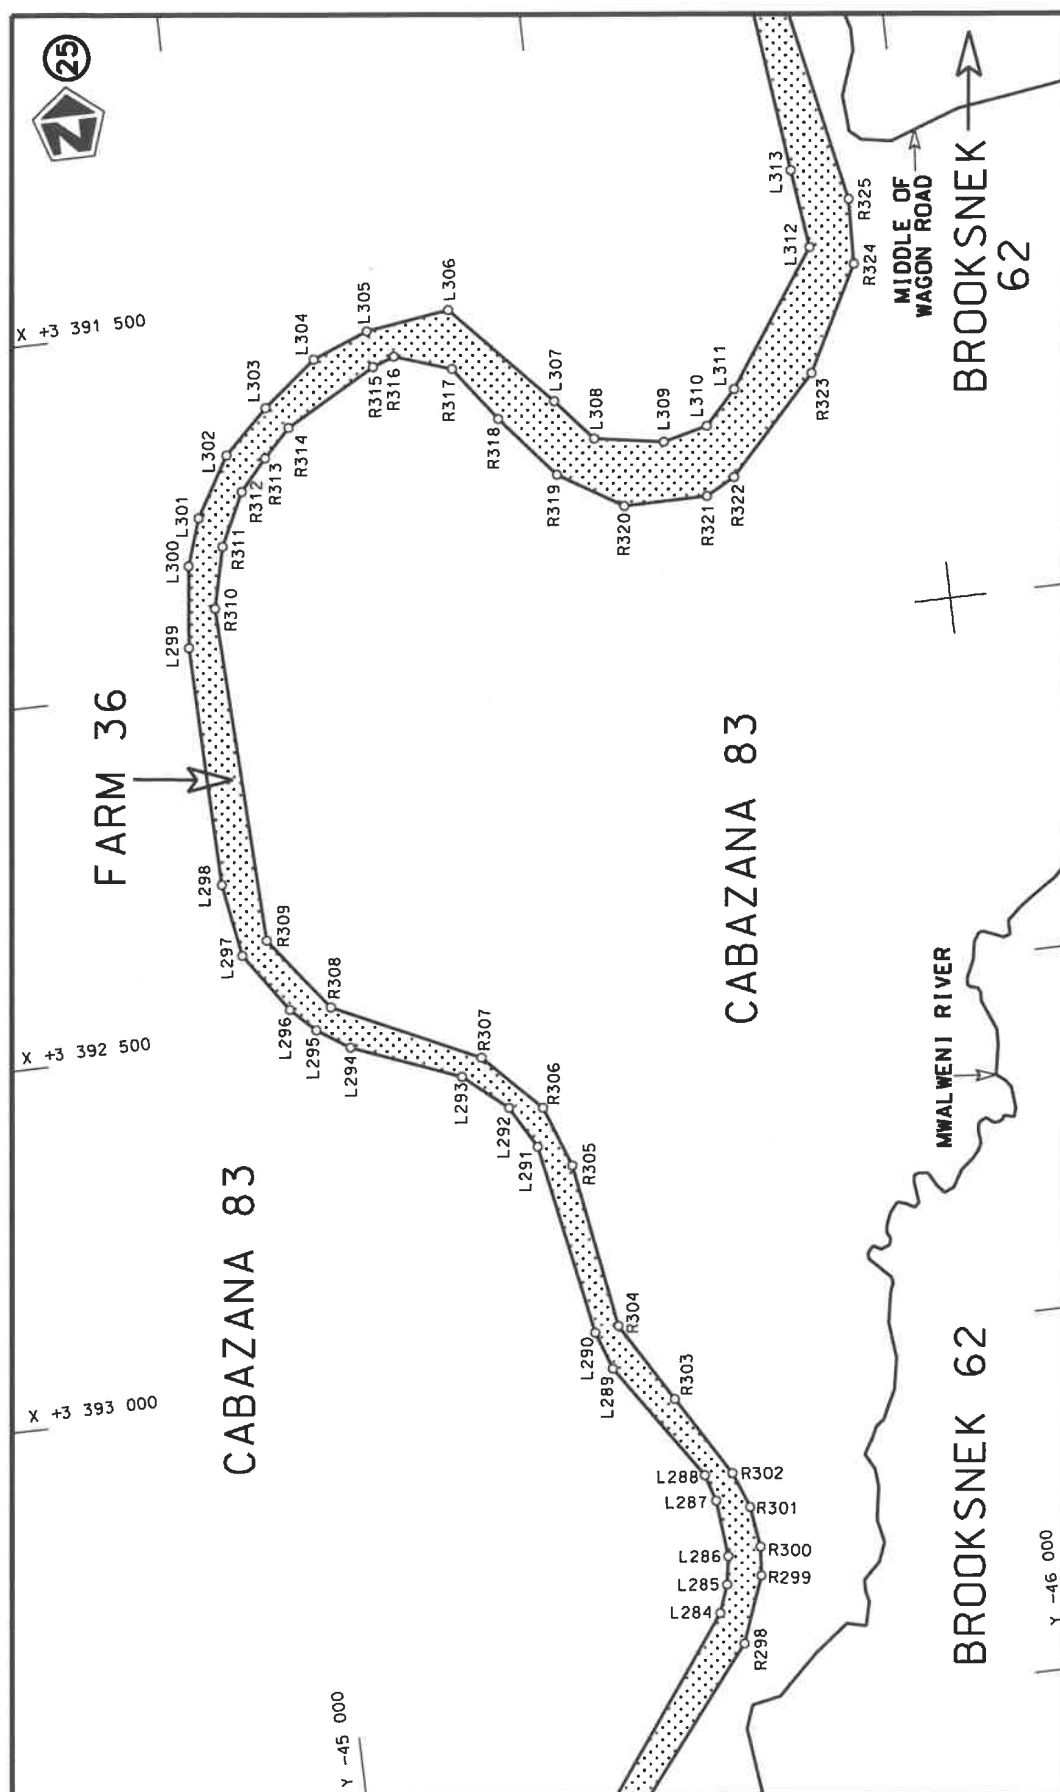 25
N
X +3 391 500
X +3 392 500
X +3 393 000
Y -45 000
Y -46 000
FARM 36
CABAZANA 83
CABAZANA 83
BROOKSNEK 62
BROOKSNEK
62
MIDDLE OF
WAGON ROAD
MWALWENI RIVER
L284
L285
L286
L287
L288
L289
L290
L291
L292
L293
L294
L295
L296
L297
L298
L299
L300
L301
L302
L303
L304
L305
L306
L307
L308
L309
L310
L311
L312
L313
R298
R299
R300
R301
R302
R303
R304
R305
R306
R307
R308
R309
R310
R311
R312
R313
R314
R315
R316
R317
R318
R319
R320
R321
R322
R323
R324
R325